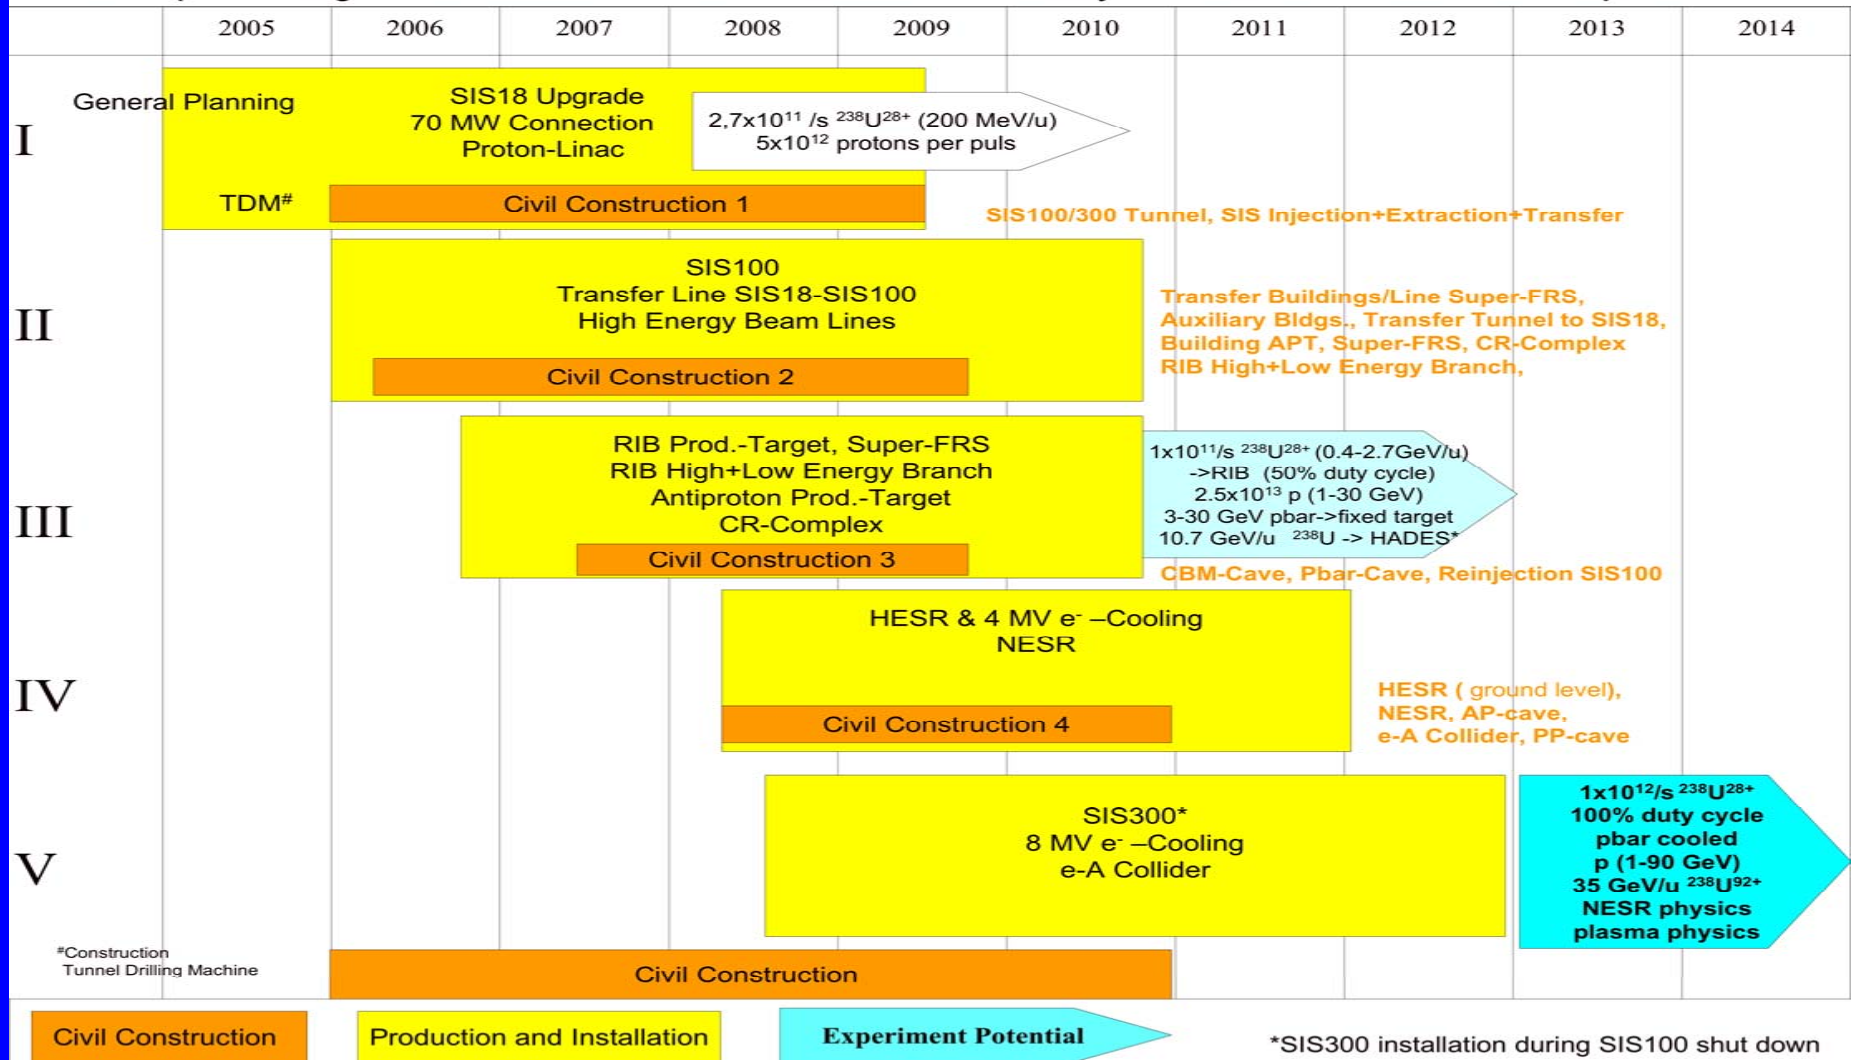 2005 2006 2007 2008 2009 2010 2011 2012 2013 2014
I
General Planning
SIS18 Upgrade
70 MW Connection
Proton-Linac
2,7x10¹¹ /s ²³⁸U²⁸⁺ (200 MeV/u)
5x10¹² protons per puls
TDM#
Civil Construction 1
SIS100/300 Tunnel, SIS Injection+Extraction+Transfer
II
SIS100
Transfer Line SIS18-SIS100
High Energy Beam Lines
Civil Construction 2
Transfer Buildings/Line Super-FRS,
Auxiliary Bldgs., Transfer Tunnel to SIS18,
Building APT, Super-FRS, CR-Complex
RIB High+Low Energy Branch,
III
RIB Prod.-Target, Super-FRS
RIB High+Low Energy Branch
Antiproton Prod.-Target
CR-Complex
Civil Construction 3
1x10¹¹/s ²³⁸U²⁸⁺ (0.4-2.7GeV/u)
->RIB (50% duty cycle)
2.5x10¹³ p (1-30 GeV)
3-30 GeV pbar->fixed target
10.7 GeV/u ²³⁸U -> HADES*
CBM-Cave, Pbar-Cave, Reinjection SIS100
IV
HESR & 4 MV e⁻ –Cooling
NESR
Civil Construction 4
HESR ( ground level),
NESR, AP-cave,
e-A Collider, PP-cave
V
SIS300*
8 MV e⁻ –Cooling
e-A Collider
1x10¹²/s ²³⁸U²⁸⁺
100% duty cycle
pbar cooled
p (1-90 GeV)
35 GeV/u ²³⁸U⁹²⁺
NESR physics
plasma physics
#Construction
Tunnel Drilling Machine
Civil Construction
Civil Construction
Production and Installation
Experiment Potential
*SIS300 installation during SIS100 shut down